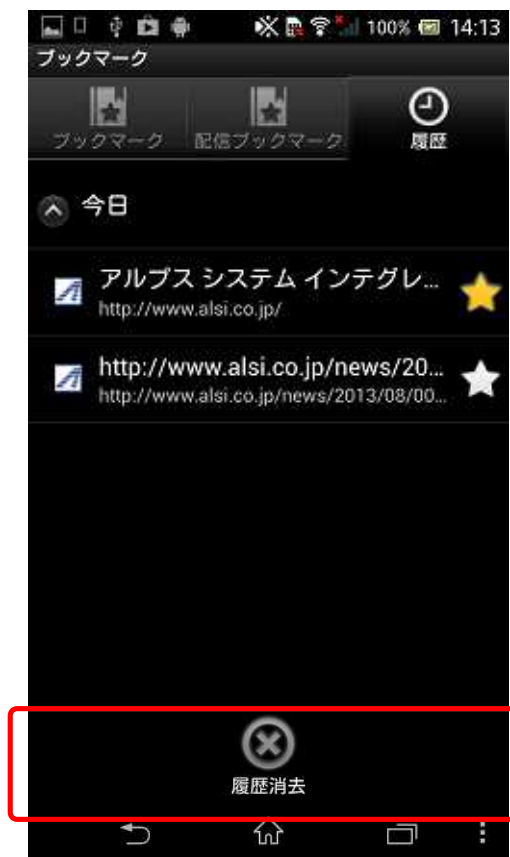 100% 14:13
ブックマーク
ブックマーク 配信ブックマーク 履歴
今日
アルプス システム インテグレ...
http://www.alsi.co.jp/
http://www.alsi.co.jp/news/20...
http://www.alsi.co.jp/news/2013/08/00...
履歴消去